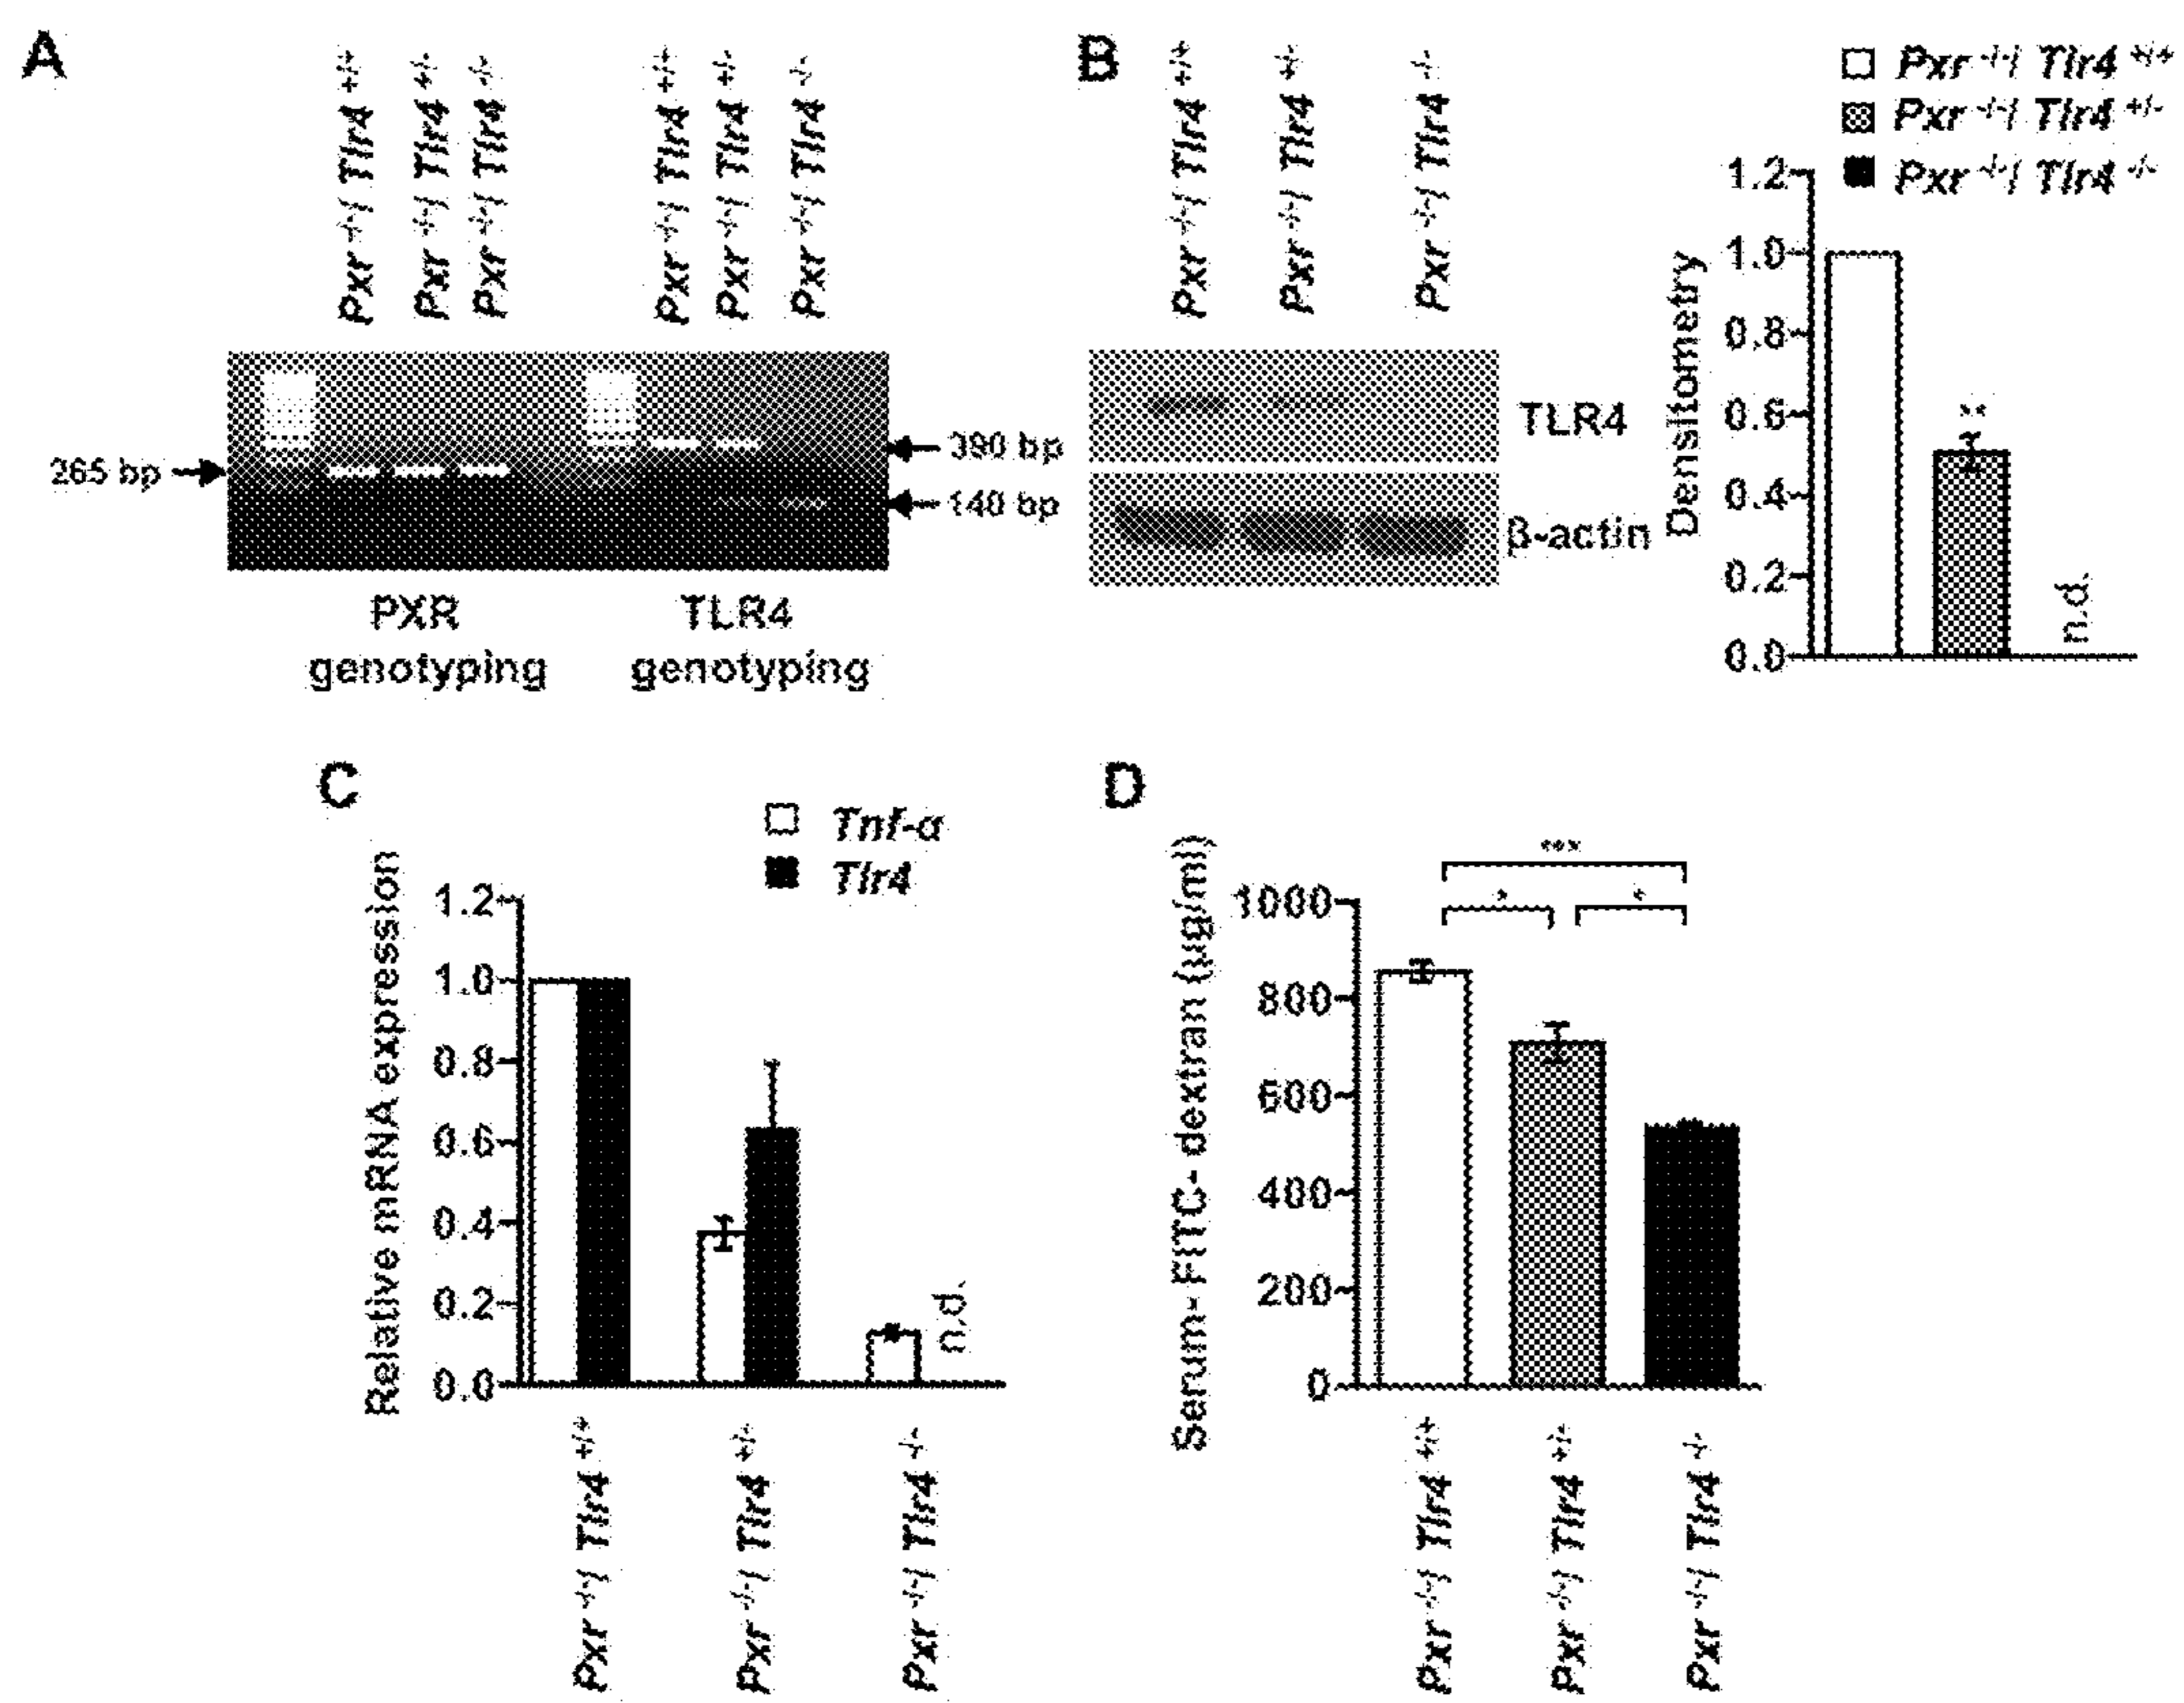 A
Pxr -/-/ Tlr4 +/+
Pxr -/-/ Tlr4 +/-
Pxr -/-/ Tlr4 -/-
Pxr -/-/ Tlr4 +/+
Pxr -/-/ Tlr4 +/-
Pxr -/-/ Tlr4 -/-
265 bp
390 bp
140 bp
PXR
genotyping
TLR4
genotyping
B
Pxr -/-/ Tlr4 +/+
Pxr -/-/ Tlr4 +/-
Pxr -/-/ Tlr4 -/-
TLR4
β-actin
Pxr -/-/ Tlr4 +/+
Pxr -/-/ Tlr4 +/-
Pxr -/-/ Tlr4 -/-
Densitometry
1.2
1.0
0.8
0.6
0.4
0.2
0.0
**
n.d.
C
Tnf-α
Tlr4
Relative mRNA expression
1.2
1.0
0.8
0.6
0.4
0.2
0.0
n.d.
Pxr -/-/ Tlr4 +/+
Pxr -/-/ Tlr4 +/-
Pxr -/-/ Tlr4 -/-
D
Serum- FITC- dextran (µg/ml)
1000
800
600
400
200
0
***
*
*
Pxr -/-/ Tlr4 +/+
Pxr -/-/ Tlr4 +/-
Pxr -/-/ Tlr4 -/-